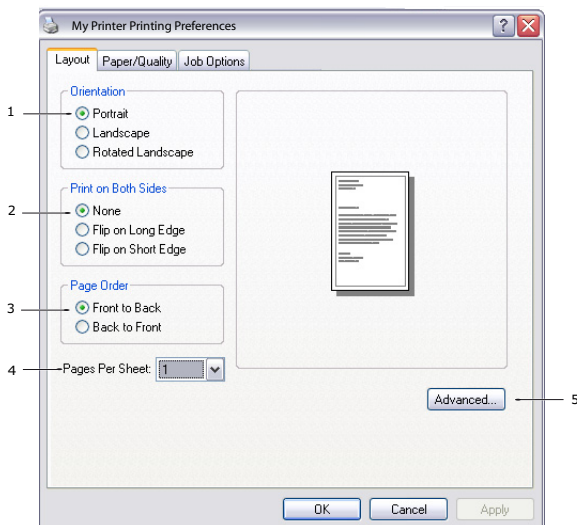 My Printer Printing Preferences
Layout Paper/Quality Job Options
Orientation
1 Portrait
Landscape
Rotated Landscape
Print on Both Sides
2 None
Flip on Long Edge
Flip on Short Edge
Page Order
3 Front to Back
Back to Front
4 Pages Per Sheet: 1
Advanced... 5
OK Cancel Apply